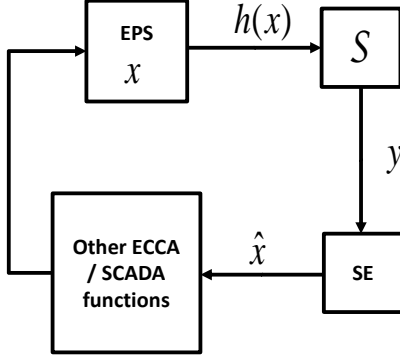 EPS
x
h(x)
S
y
Other ECCA
/ SCADA
functions
x̂
SE